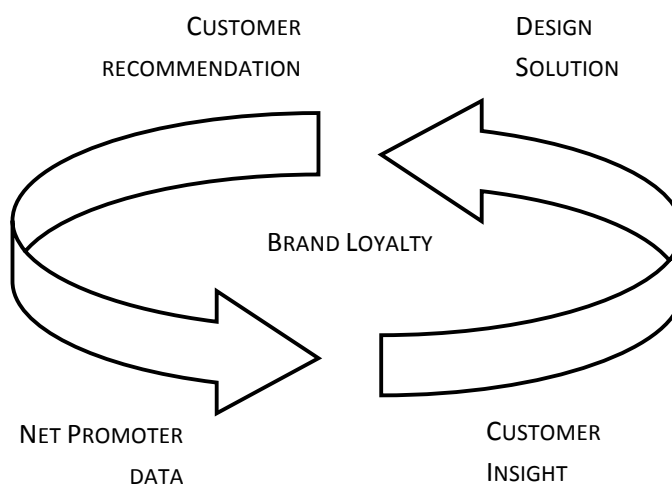 CUSTOMER
RECOMMENDATION
DESIGN
SOLUTION
BRAND LOYALTY
NET PROMOTER
DATA
CUSTOMER
INSIGHT